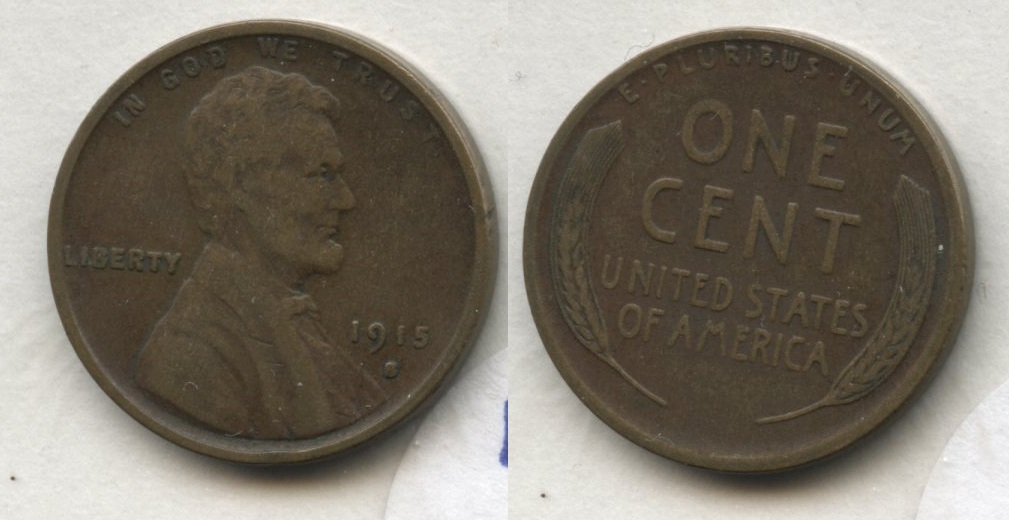 IN GOD WE TRUST
LIBERTY
1915
S
E·PLURIBUS·UNUM
ONE
CENT
UNITED STATES
OF AMERICA